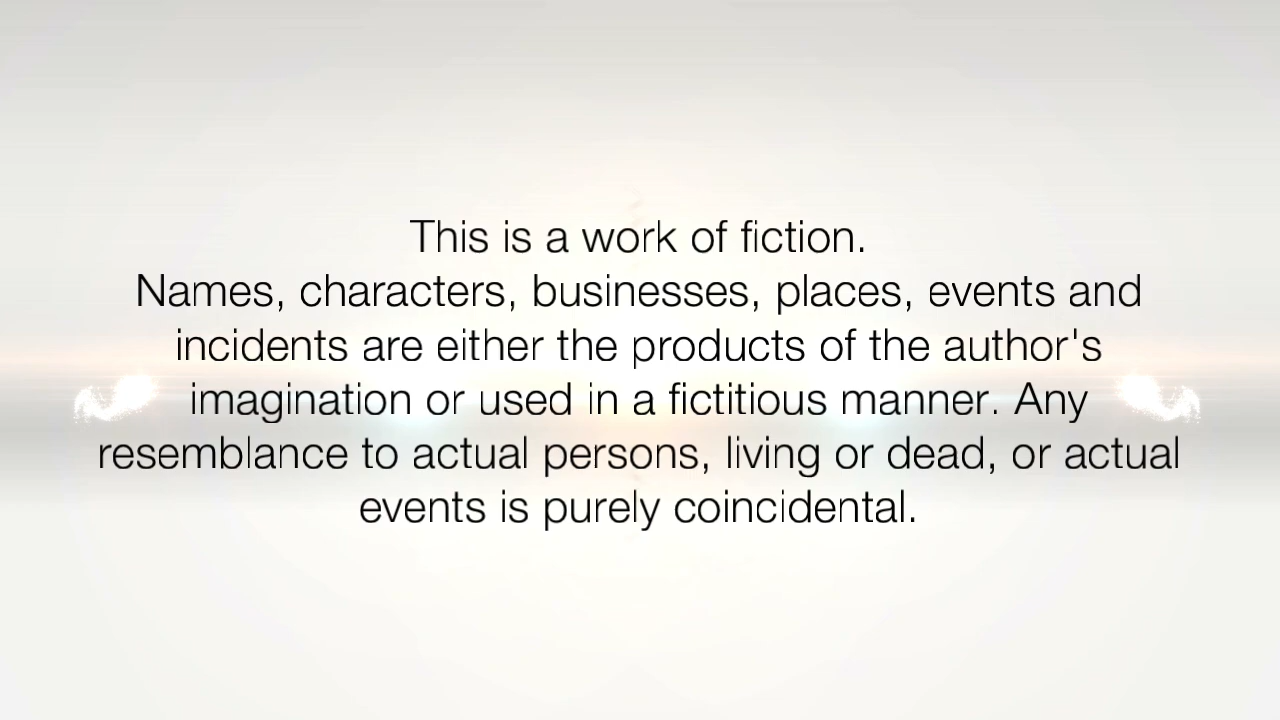 This is a work of fiction.
Names, characters, businesses, places, events and
incidents are either the products of the author's
imagination or used in a fictitious manner. Any
resemblance to actual persons, living or dead, or actual
events is purely coincidental.